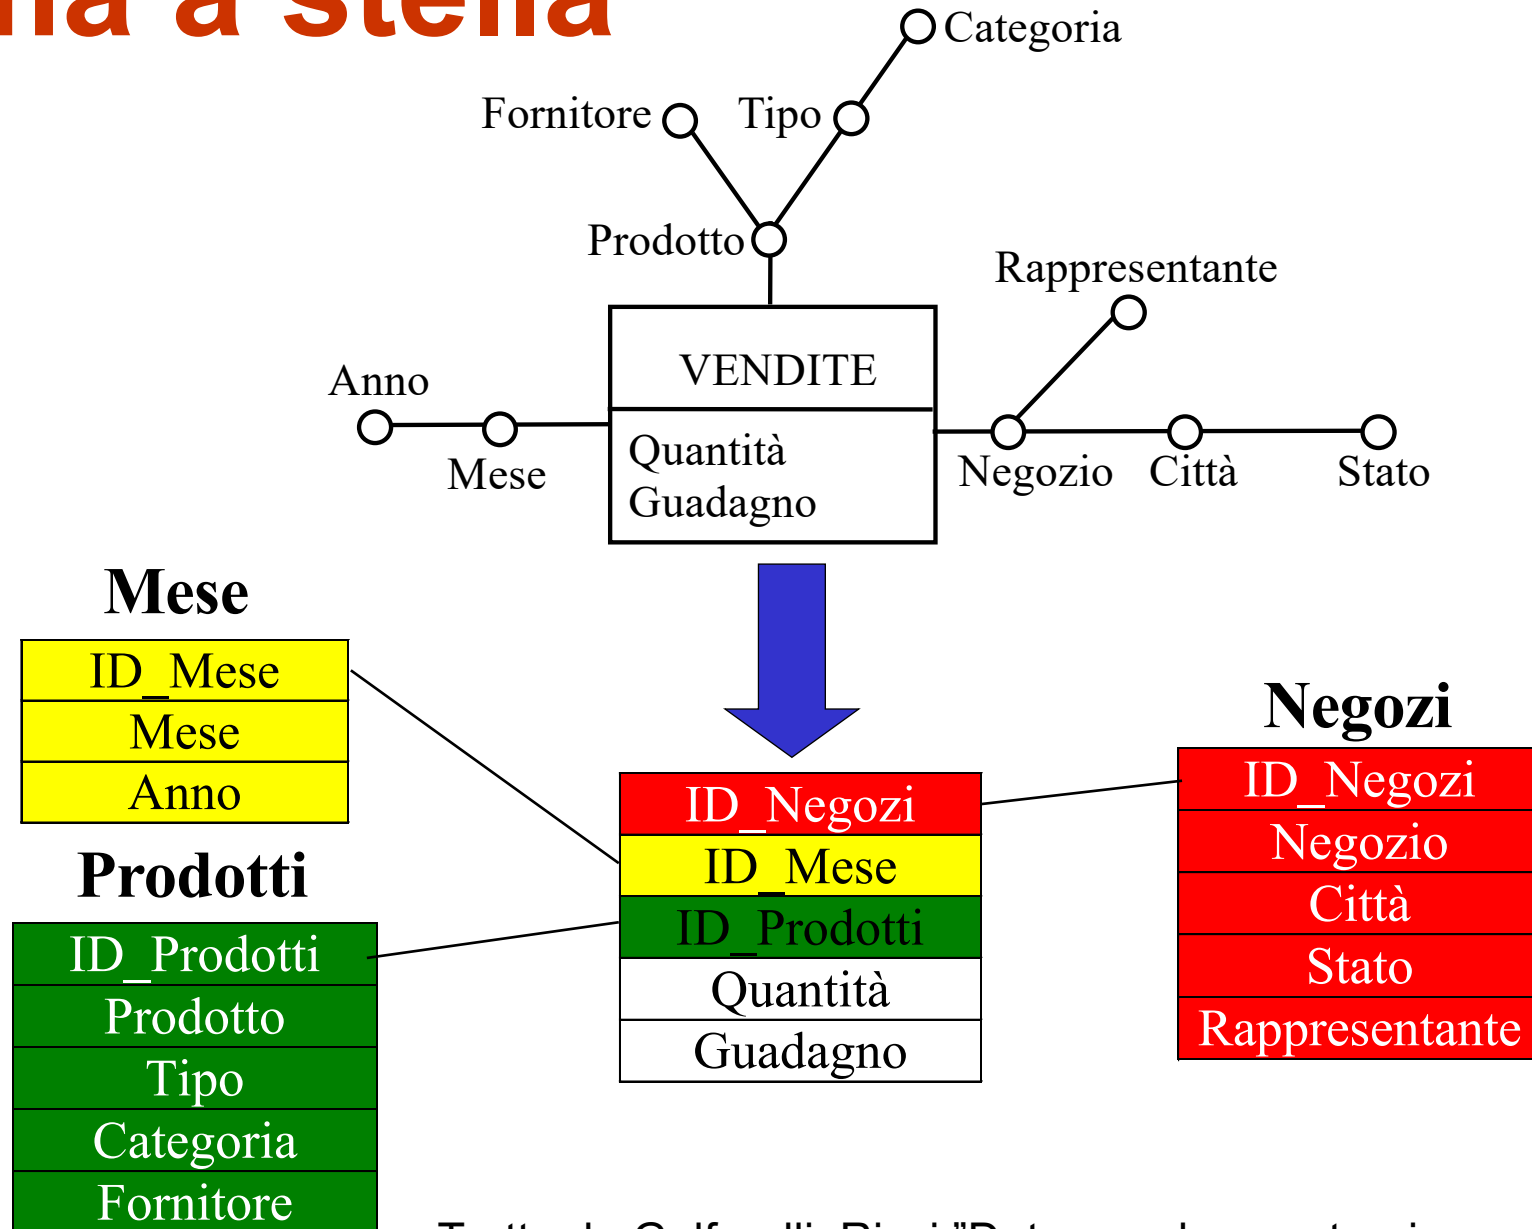 a stella
Categoria
Fornitore
Tipo
Prodotto
Rappresentante
VENDITE
Anno
Quantità
Guadagno
Mese
Negozio
Città
Stato
Mese
ID_Mese
Mese
Anno
Negozi
ID_Negozi
Negozio
Città
Stato
Rappresentante
ID_Negozi
ID_Mese
ID_Prodotti
Quantità
Guadagno
Prodotti
ID_Prodotti
Prodotto
Tipo
Categoria
Fornitore